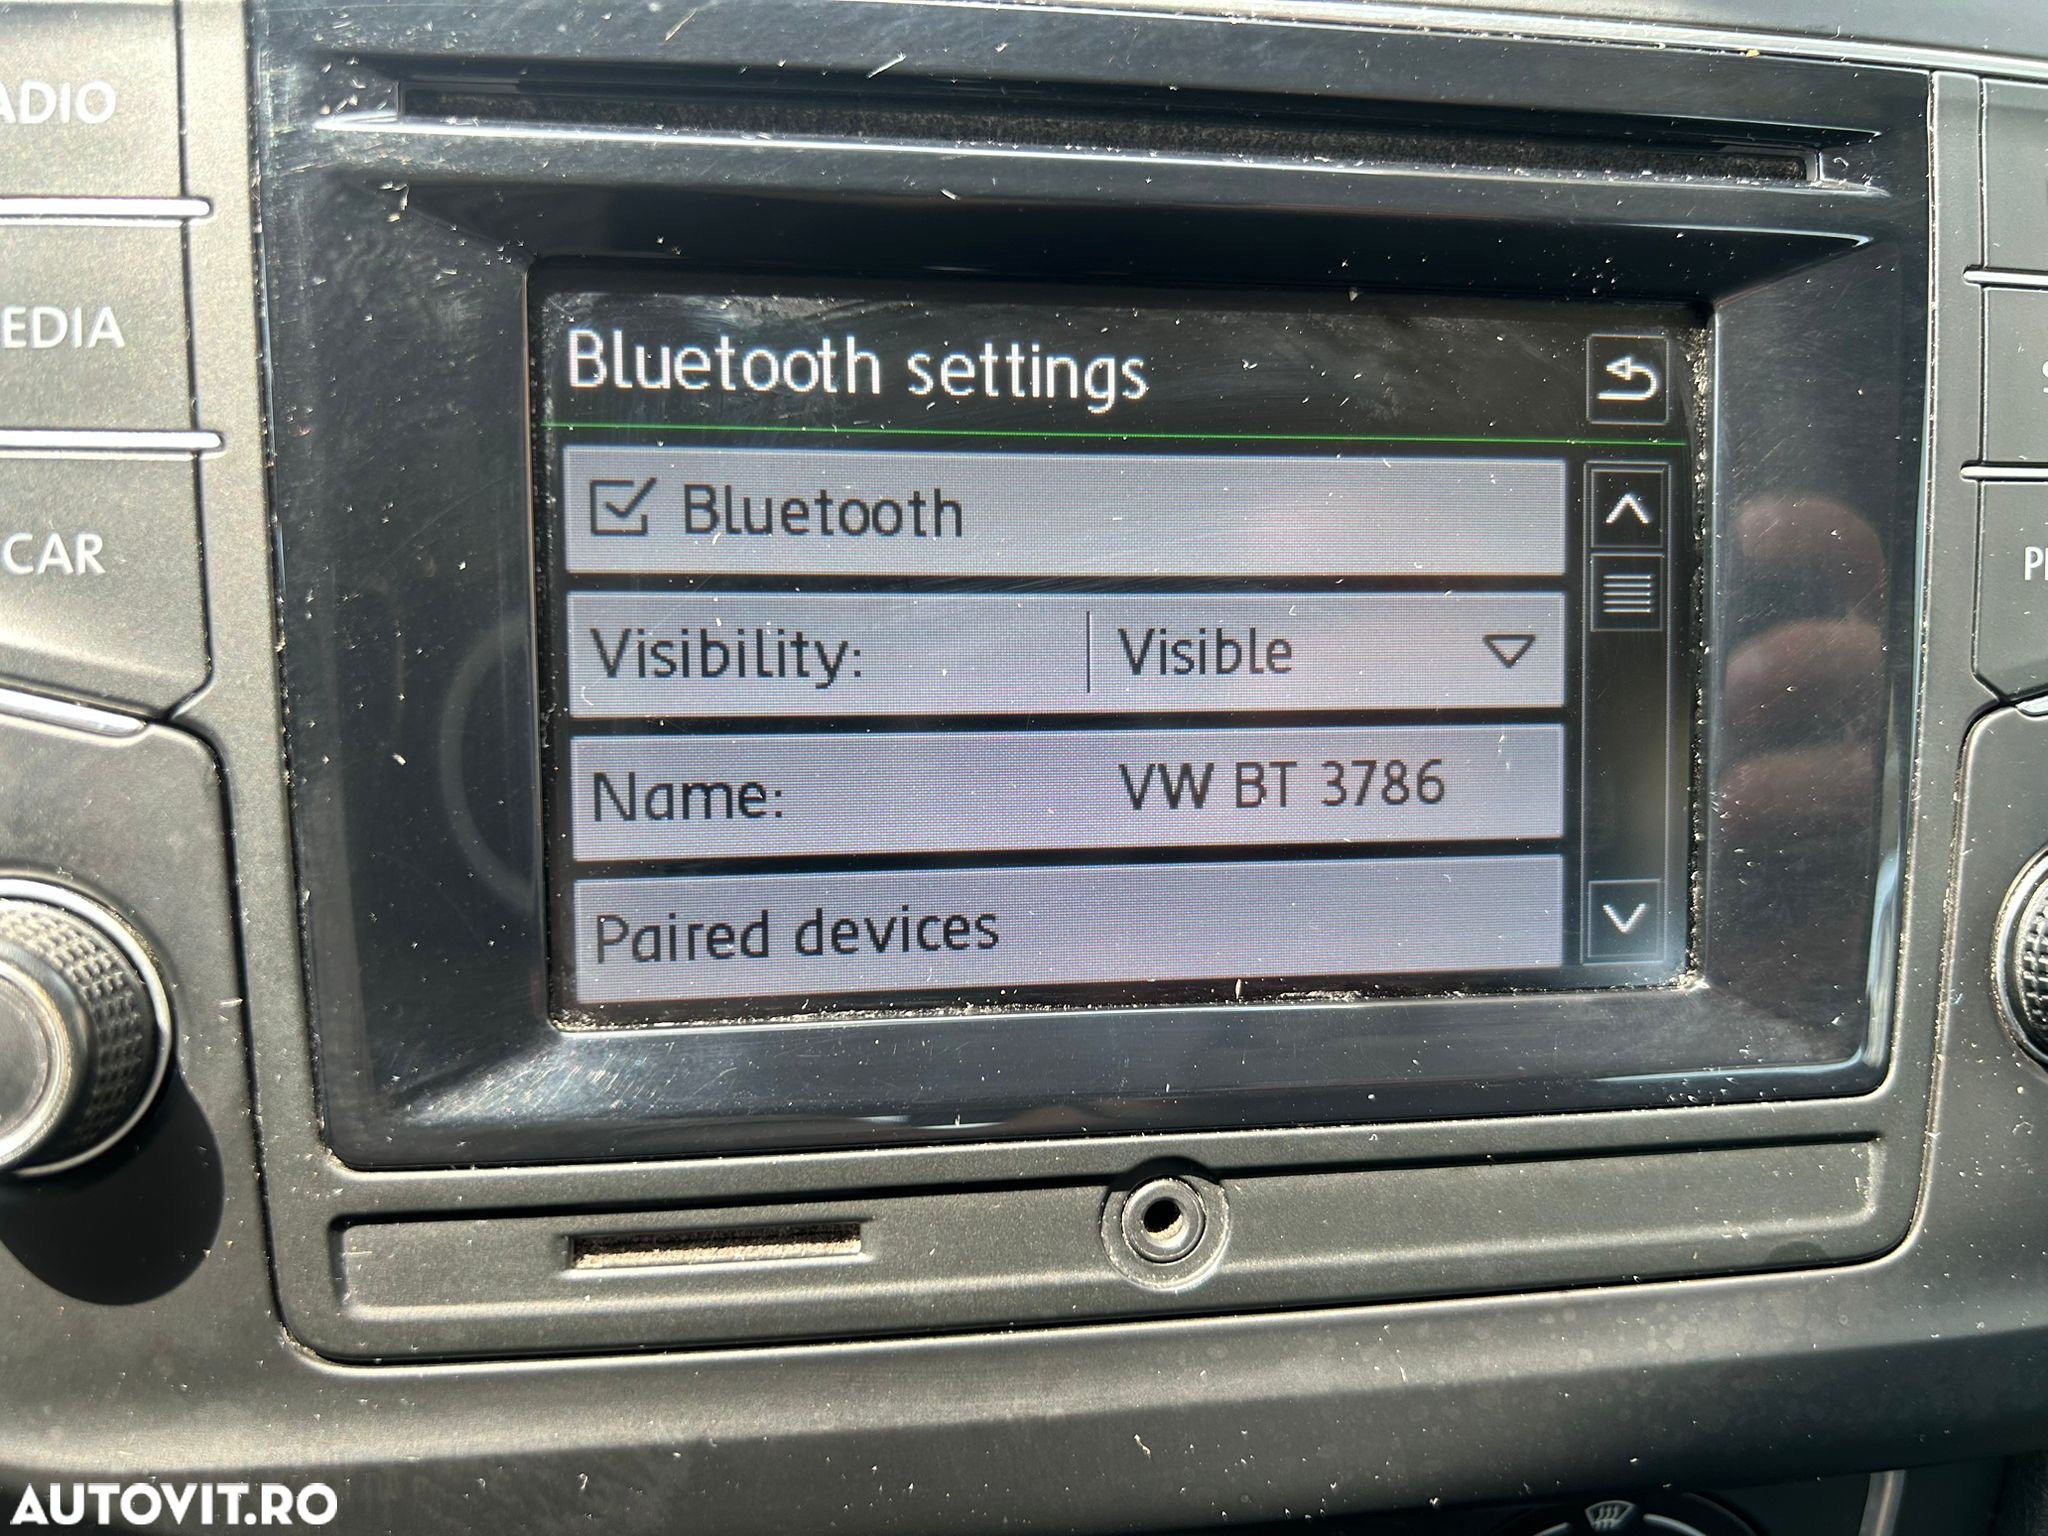 ADIO
EDIA
CAR
Bluetooth settings
Bluetooth
Visibility: Visible
Name: VW BT 3786
Paired devices
AUTOVIT.RO